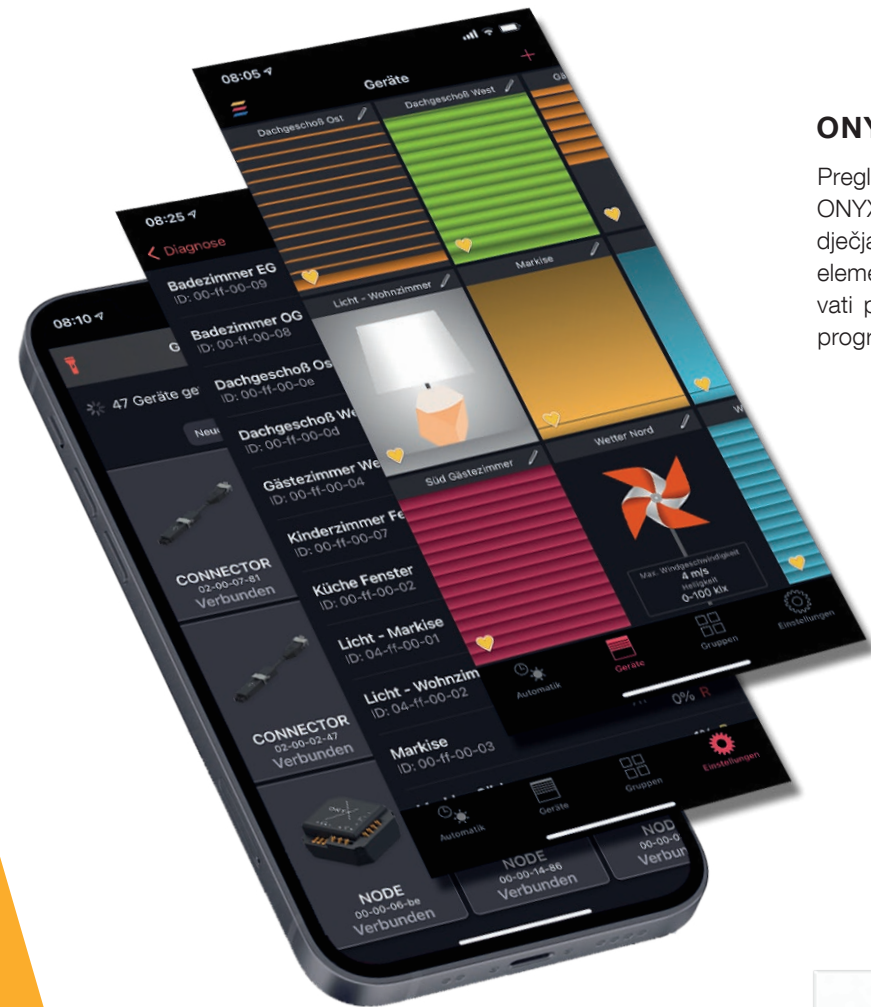 08:05
Geräte
Dachgeschoß Ost
Dachgeschoß West
Licht - Wohnzimmer
Markise
Süd Gästezimmer
Wetter Nord
Max. Windgeschwindigkeit
4 m/s
Helligkeit
0-100 klx
Automatik
Geräte
Gruppen
Einstellungen
08:25
Diagnose
Badezimmer EG
ID: 00-ff-00-09
Badezimmer OG
ID: 00-ff-00-08
Dachgeschoß Os
ID: 00-ff-00-0e
Dachgeschoß We
ID: 00-ff-00-0d
Gästezimmer We
ID: 00-ff-00-04
Kinderzimmer Fe
ID: 00-ff-00-07
Küche Fenster
ID: 00-ff-00-02
Licht - Markise
ID: 04-ff-00-01
Licht - Wohnzim
ID: 04-ff-00-02
0% R
Markise
ID: 00-ff-00-03
Automatik
Geräte
Gruppen
Einstellungen
08:10
G
47 Geräte ge
Neu
CONNECTOR
02-00-07-81
Verbunden
CONNECTOR
02-00-02-47
Verbunden
ONYX
NODE
00-00-06-be
Verbunden
NODE
00-00-14-86
Verbunden
NOD
00-00-0
Verbun
ONY
Pregl
ONYX
dječja
eleme
vati p
progr